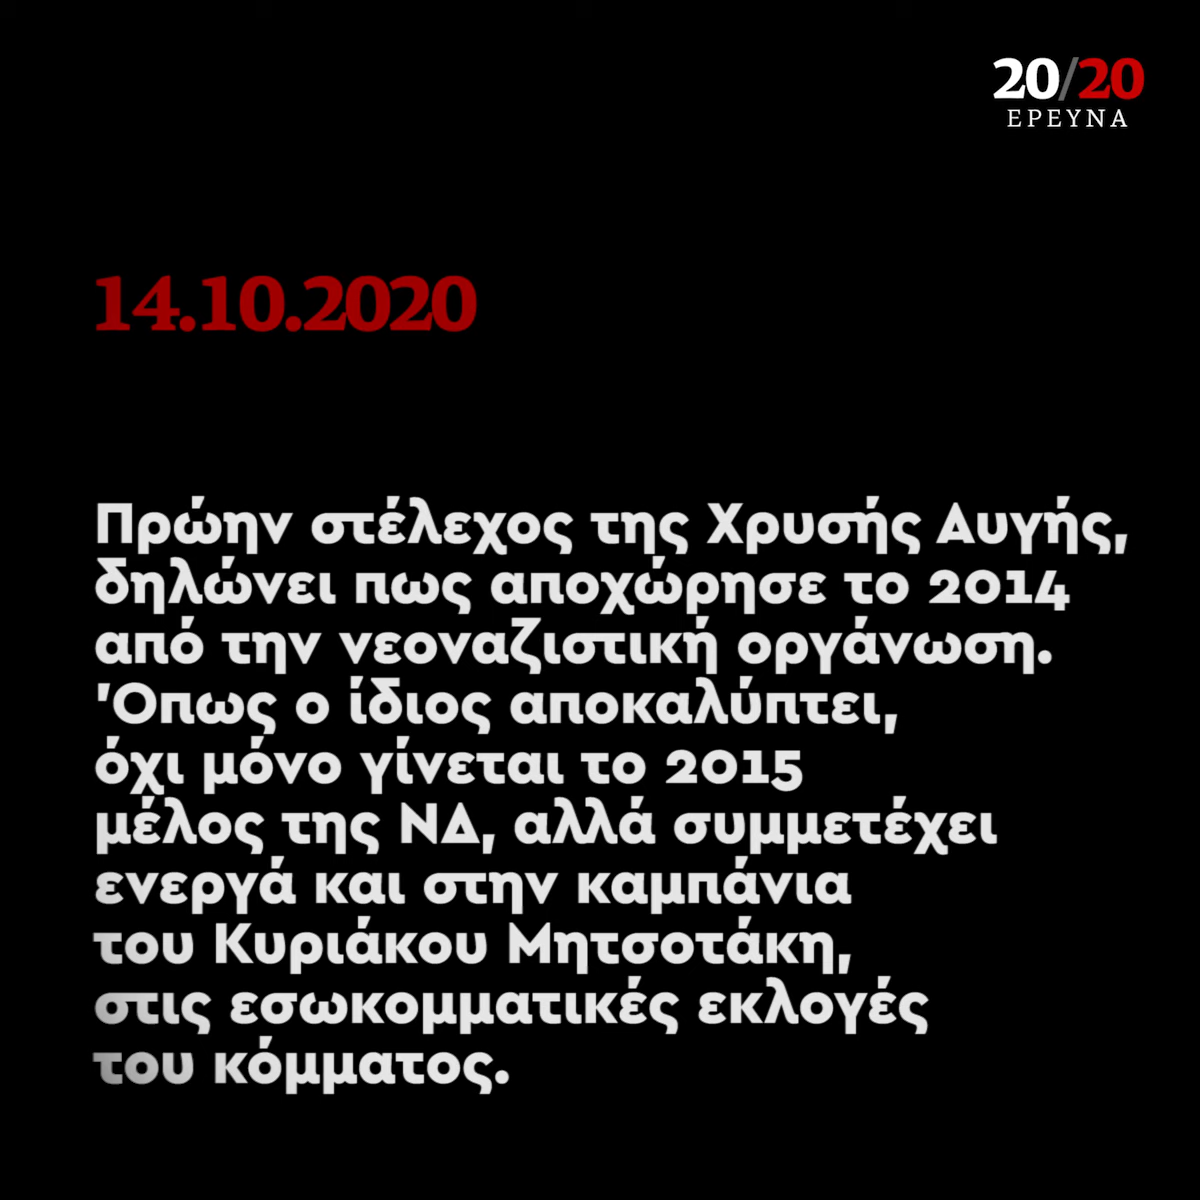 20/20
ΕΡΕΥΝΑ
14.10.2020
Πρώην στέλεχος της Χρυσής Αυγής,
δηλώνει πως αποχώρησε το 2014
από την νεοναζιστική οργάνωση.
'Όπως ο ίδιος αποκαλύπτει,
όχι μόνο γίνεται το 2015
μέλος της ΝΔ, αλλά συμμετέχει
ενεργά και στην καμπάνια
του Κυριάκου Μητσοτάκη,
στις εσωκομματικές εκλογές
του κόμματος.